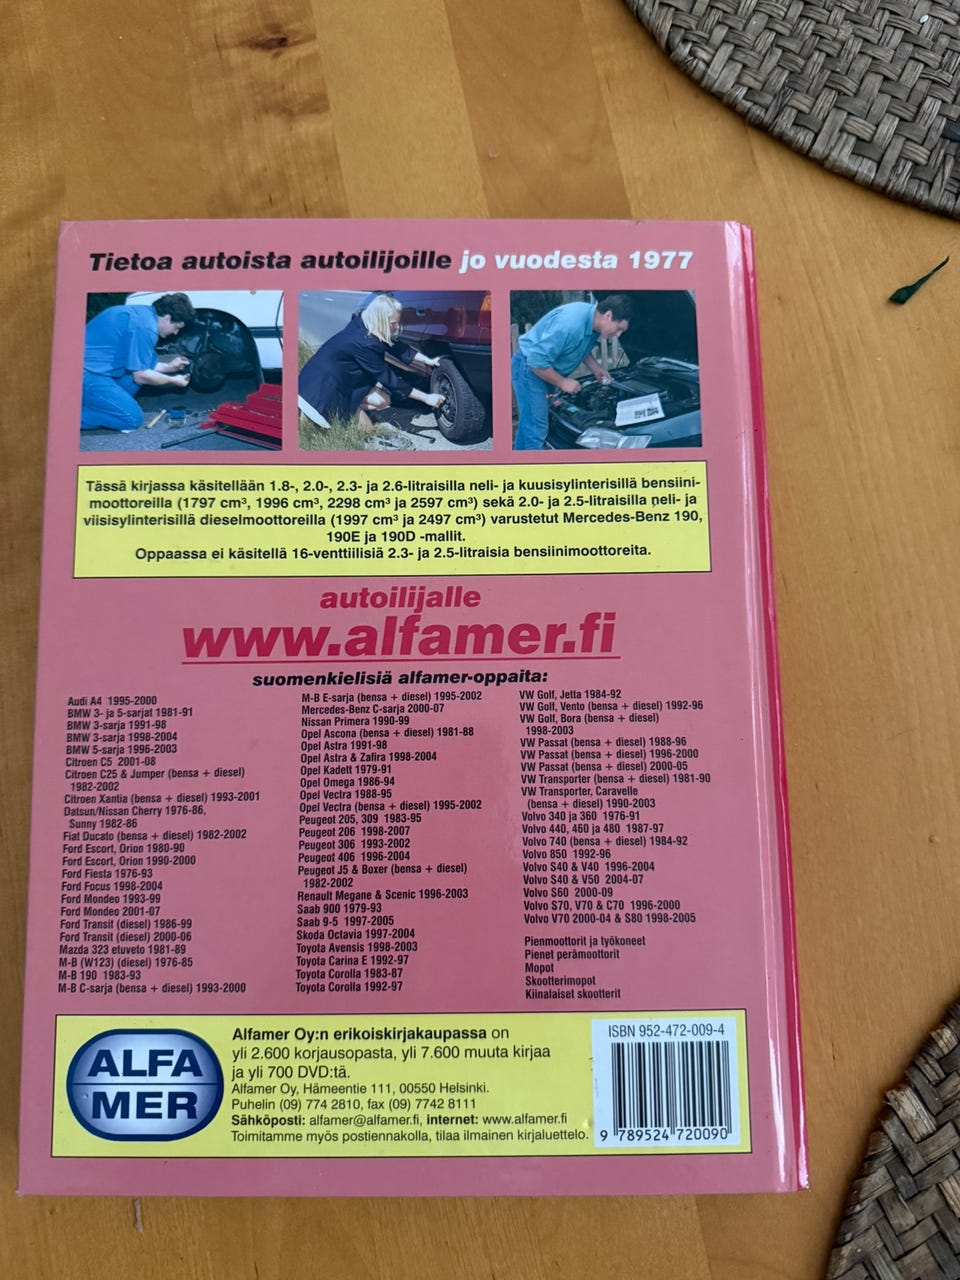 Tietoa autoista autoilijoille jo vuodesta 1977
Tässä kirjassa käsitellään 1.8-, 2.0-, 2.3- ja 2.6-litraisilla neli- ja kuusisylinterisillä bensiini-
moottoreilla (1797 cm³, 1996 cm³, 2298 cm³ ja 2597 cm³) sekä 2.0- ja 2.5-litraisilla neli- ja
viisisylinterisillä dieselmoottoreilla (1997 cm³ ja 2497 cm³) varustetut Mercedes-Benz 190,
190E ja 190D -mallit.
Oppaassa ei käsitellä 16-venttiilisiä 2.3- ja 2.5-litraisia bensiinimoottoreita.
autoilijalle
www.alfamer.fi
suomenkielisiä alfamer-oppaita:
Audi A4 1995-2000
BMW 3- ja 5-sarjat 1981-91
BMW 3-sarja 1991-98
BMW 3-sarja 1998-2004
BMW 5-sarja 1996-2003
Citroen C5 2001-08
Citroen C25 & Jumper (bensa + diesel)
1982-2002
Citroen Xantia (bensa + diesel) 1993-2001
Datsun/Nissan Cherry 1976-86,
Sunny 1982-86
Fiat Ducato (bensa + diesel) 1982-2002
Ford Escort, Orion 1980-90
Ford Escort, Orion 1990-2000
Ford Fiesta 1976-93
Ford Focus 1998-2004
Ford Mondeo 1993-99
Ford Mondeo 2001-07
Ford Transit (diesel) 1986-99
Ford Transit (diesel) 2000-06
Mazda 323 etuveto 1981-89
M-B (W123) (diesel) 1976-85
M-B 190 1983-93
M-B C-sarja (bensa + diesel) 1993-2000
M-B E-sarja (bensa + diesel) 1995-2002
Mercedes-Benz C-sarja 2000-07
Nissan Primera 1990-99
Opel Ascona (bensa + diesel) 1981-88
Opel Astra 1991-98
Opel Astra & Zafira 1998-2004
Opel Kadett 1979-91
Opel Omega 1986-94
Opel Vectra 1988-95
Opel Vectra (bensa + diesel) 1995-2002
Peugeot 205, 309 1983-95
Peugeot 206 1998-2007
Peugeot 306 1993-2002
Peugeot 406 1996-2004
Peugeot J5 & Boxer (bensa + diesel)
1982-2002
Renault Megane & Scenic 1996-2003
Saab 900 1979-93
Saab 9-5 1997-2005
Skoda Octavia 1997-2004
Toyota Avensis 1998-2003
Toyota Carina E 1992-97
Toyota Corolla 1983-87
Toyota Corolla 1992-97
VW Golf, Jetta 1984-92
VW Golf, Vento (bensa + diesel) 1992-96
VW Golf, Bora (bensa + diesel)
1998-2003
VW Passat (bensa + diesel) 1988-96
VW Passat (bensa + diesel) 1996-2000
VW Passat (bensa + diesel) 2000-05
VW Transporter (bensa + diesel) 1981-90
VW Transporter, Caravelle
(bensa + diesel) 1990-2003
Volvo 340 ja 360 1976-91
Volvo 440, 460 ja 480 1987-97
Volvo 740 (bensa + diesel) 1984-92
Volvo 850 1992-96
Volvo S40 & V40 1996-2004
Volvo S40 & V50 2004-07
Volvo S60 2000-09
Volvo S70, V70 & C70 1996-2000
Volvo V70 2000-04 & S80 1998-2005
Pienmoottorit ja työkoneet
Pienet perämoottorit
Mopot
Skootterimopot
Kiinalaiset skootterit
ALFA
MER
Alfamer Oy:n erikoiskirjakaupassa on
yli 2.600 korjausopasta, yli 7.600 muuta kirjaa
ja yli 700 DVD:tä.
Alfamer Oy, Hämeentie 111, 00550 Helsinki.
Puhelin (09) 774 2810, fax (09) 7742 8111
Sähköposti: alfamer@alfamer.fi, internet: www.alfamer.fi
Toimitamme myös postiennakolla, tilaa ilmainen kirjaluettelo.
ISBN 952-472-009-4
9 789524 720090